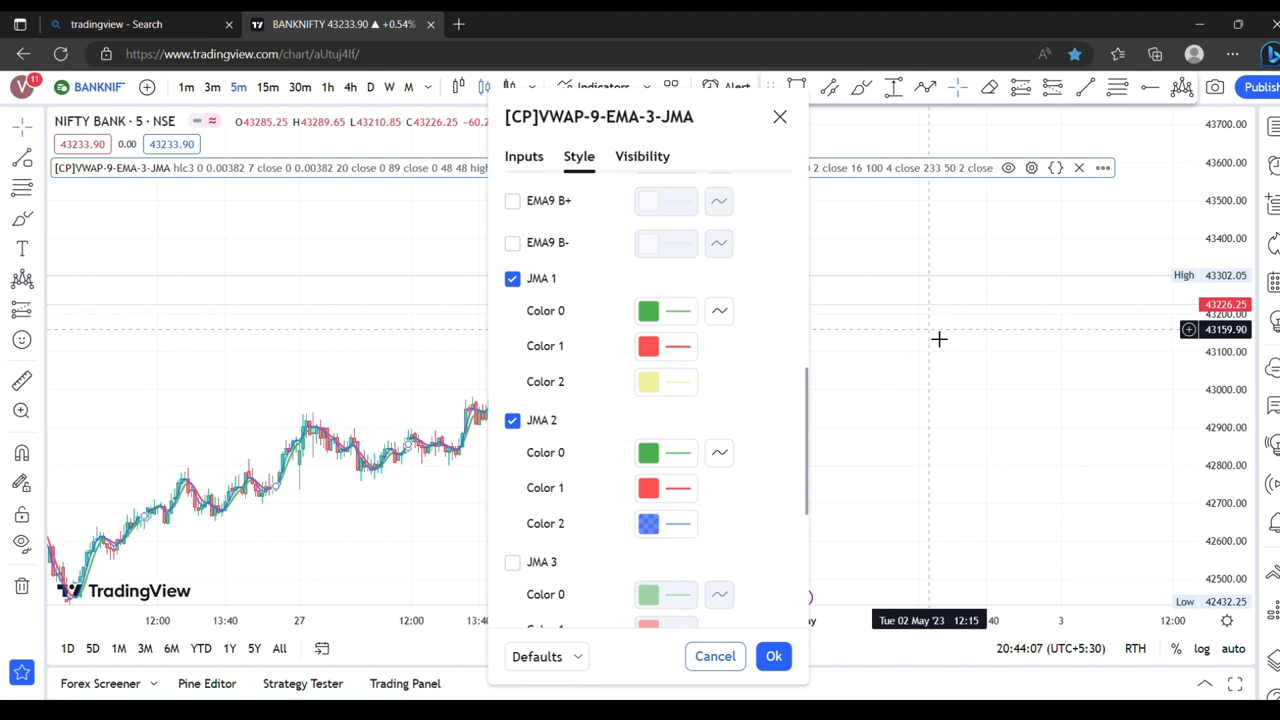 tradingview - Search
BANKNIFTY 43233.90 ▲ +0.54%
https://www.tradingview.com/chart/aUtuj4If/
V 11
BANKNIF
1m 3m 5m 15m 30m 1h 4h D W M
Indicators
Alert
Publish
NIFTY BANK · 5 · NSE
O43285.25 H43289.65 L43210.85 C43226.25 -60.2
43233.90 0.00 43233.90
[CP]VWAP-9-EMA-3-JMA hlc3 0 0.00382 7 close 0 0.00382 20 close 0 89 close 0 48 48 high
2 close 16 100 4 close 233 50 2 close
[CP]VWAP-9-EMA-3-JMA
Inputs Style Visibility
EMA9 B+
EMA9 B-
JMA 1
Color 0
Color 1
Color 2
JMA 2
Color 0
Color 1
Color 2
JMA 3
Color 0
Defaults
Cancel
Ok
43700.00
43600.00
43500.00
43400.00
High 43302.05
43226.25
43200.00
43159.90
43100.00
43000.00
42900.00
42800.00
42700.00
42600.00
42500.00
Low 42432.25
TradingView
12:00 13:40 27 12:00 13:4
Tue 02 May '23 12:15
:40 3 12:00
1D 5D 1M 3M 6M YTD 1Y 5Y All
20:44:07 (UTC+5:30) RTH % log auto
Forex Screener Pine Editor Strategy Tester Trading Panel